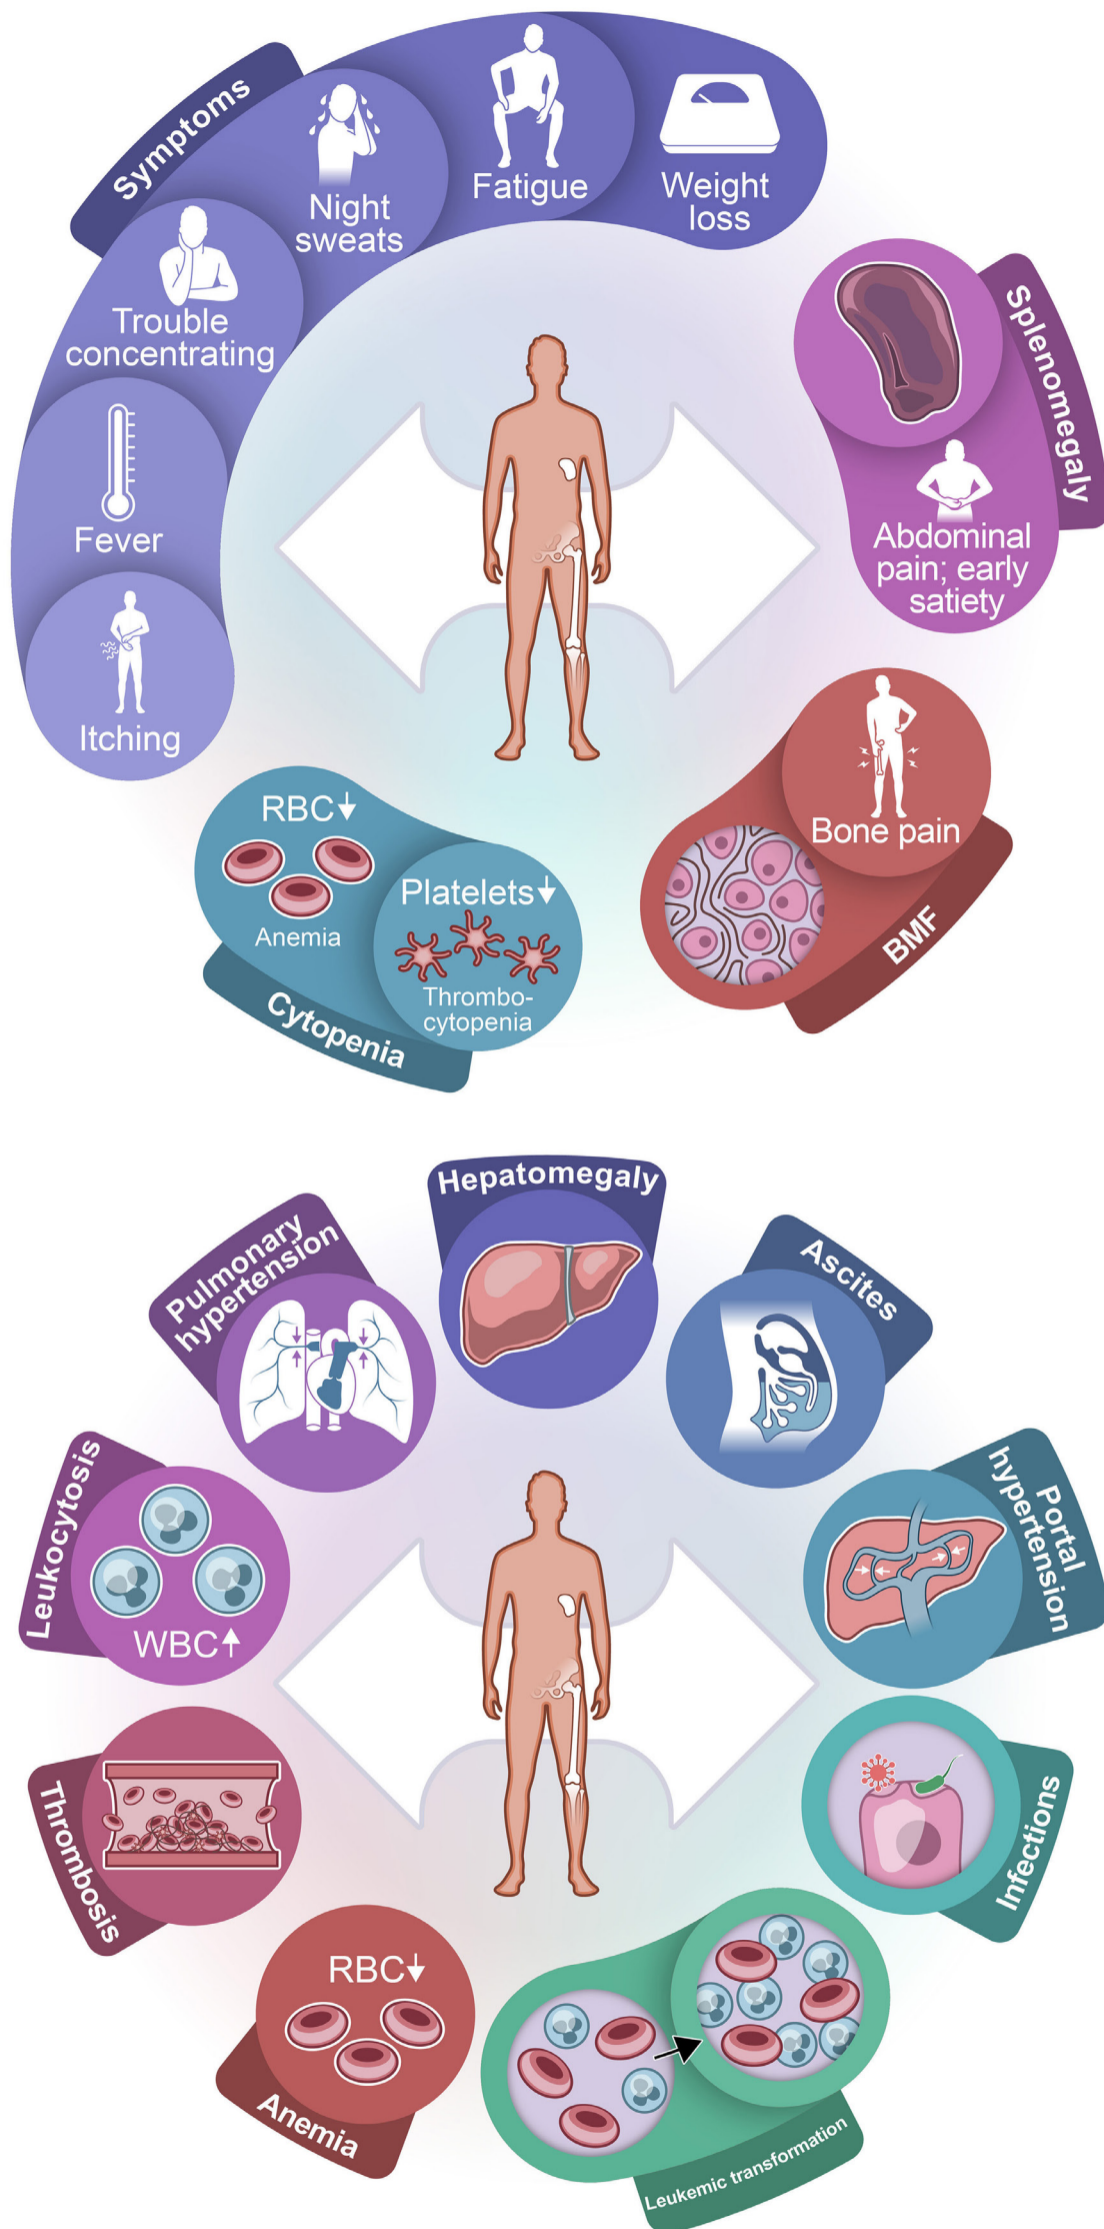 Symptoms
Weight
loss
Fatigue
Night
sweats
Trouble
concentrating
Fever
Itching
Splenomegaly
Abdominal
pain; early
satiety
Bone pain
BMF
RBC↓
Anemia
Platelets↓
Thrombo-
cytopenia
Cytopenia
Hepatomegaly
Pulmonary
hypertension
Ascites
Leukocytosis
WBC↑
Portal
hypertension
Thrombosis
Infections
RBC↓
Anemia
Leukemic transformation